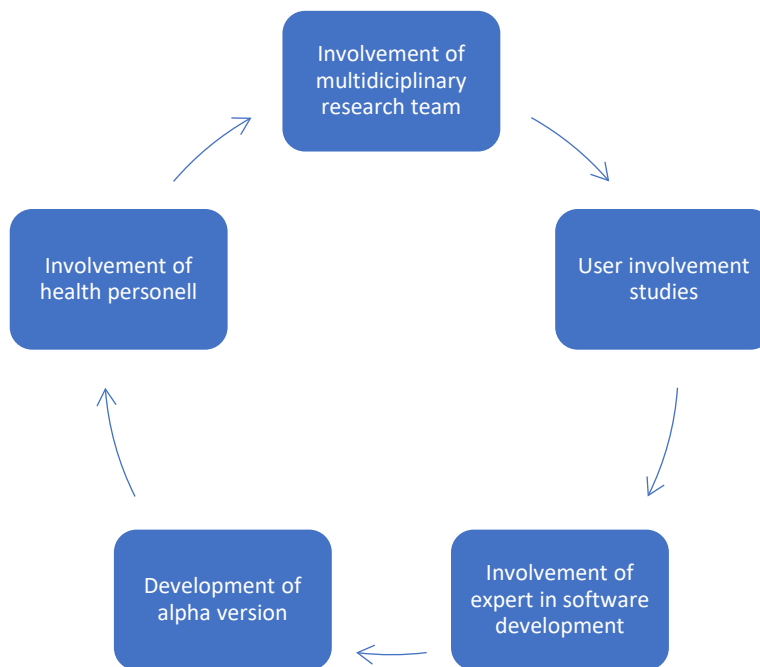 Involvement of
multidiciplinary
research team
User involvement
studies
Involvement of
expert in software
development
Development of
alpha version
Involvement of
health personell